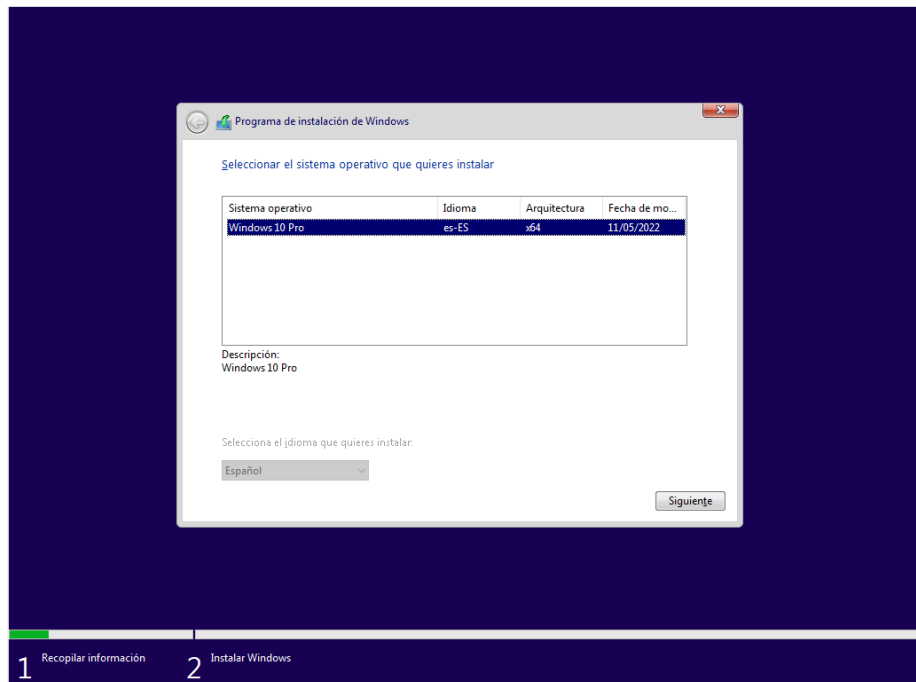 Programa de instalación de Windows
Seleccionar el sistema operativo que quieres instalar
Sistema operativo Idioma Arquitectura Fecha de mo...
Windows 10 Pro es-ES x64 11/05/2022
Descripción:
Windows 10 Pro
Selecciona el idioma que quieres instalar:
Español
Siguiente
1 Recopilar información 2 Instalar Windows